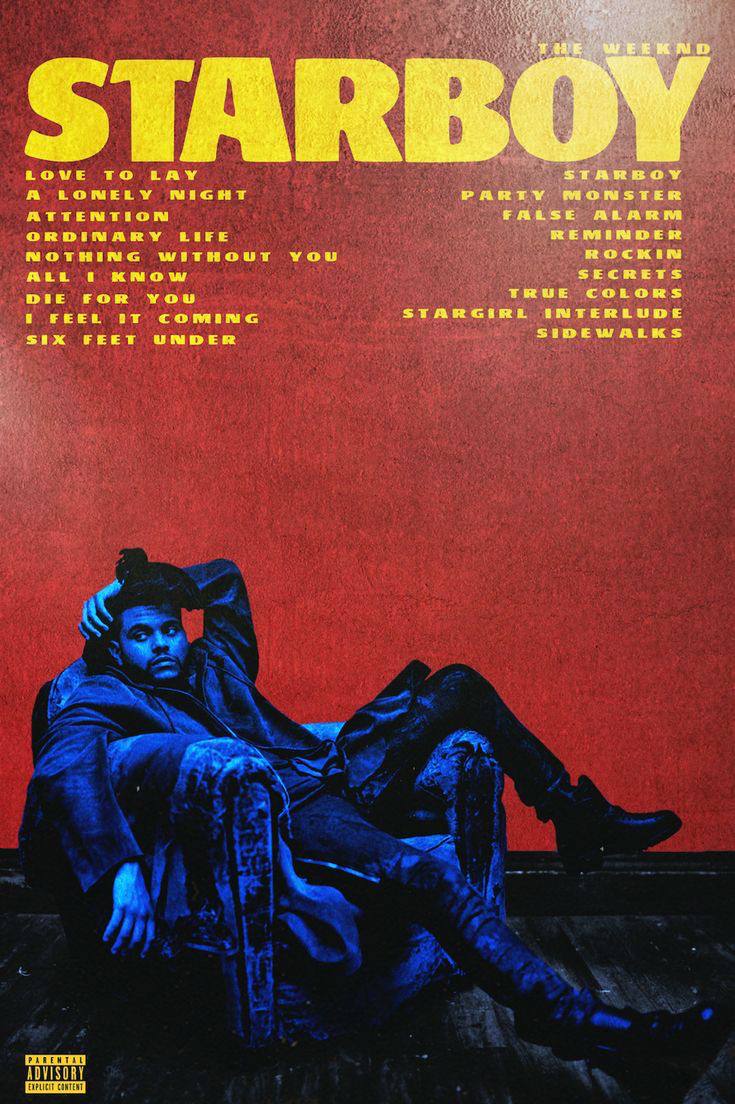 THE WEEKND
STARBOY
LOVE TO LAY
A LONELY NIGHT
ATTENTION
ORDINARY LIFE
NOTHING WITHOUT YOU
ALL I KNOW
DIE FOR YOU
I FEEL IT COMING
SIX FEET UNDER
STARBOY
PARTY MONSTER
FALSE ALARM
REMINDER
ROCKIN
SECRETS
TRUE COLORS
STARGIRL INTERLUDE
SIDEWALKS
PARENTAL
ADVISORY
EXPLICIT CONTENT